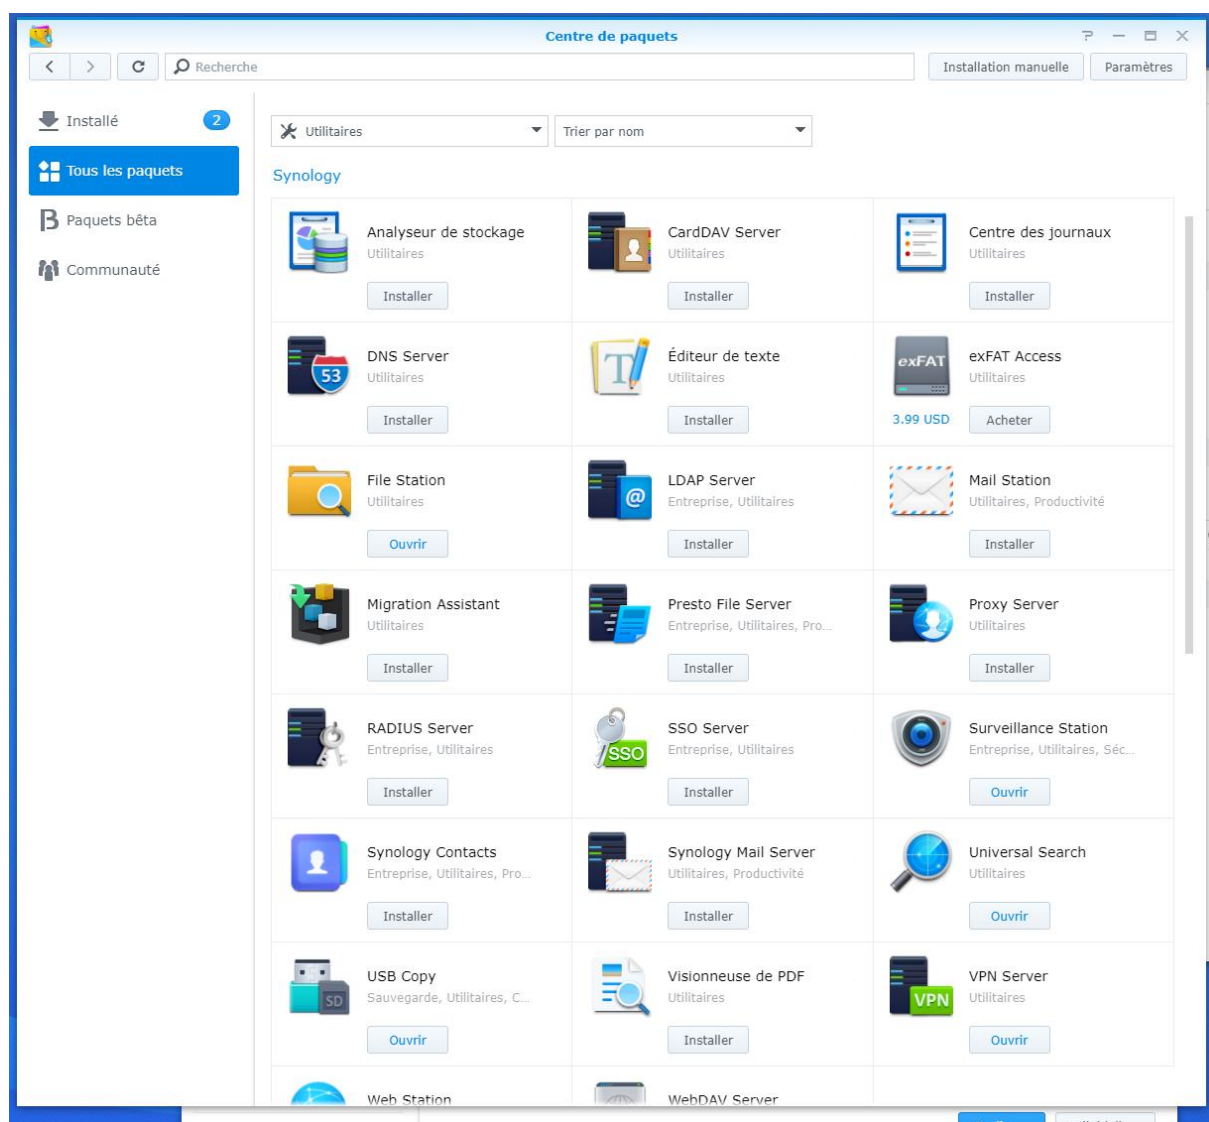 Centre de paquets
Recherche
Installation manuelle
Paramètres
Installé
2
Tous les paquets
Paquets bêta
Communauté
Utilitaires
Trier par nom
Synology
Analyseur de stockage
Utilitaires
Installer
CardDAV Server
Utilitaires
Installer
Centre des journaux
Utilitaires
Installer
53
DNS Server
Utilitaires
Installer
T
Éditeur de texte
Utilitaires
Installer
exFAT
exFAT Access
Utilitaires
3.99 USD
Acheter
File Station
Utilitaires
Ouvrir
@
LDAP Server
Entreprise, Utilitaires
Installer
Mail Station
Utilitaires, Productivité
Installer
Migration Assistant
Utilitaires
Installer
Presto File Server
Entreprise, Utilitaires, Pro...
Installer
Proxy Server
Utilitaires
Installer
RADIUS Server
Entreprise, Utilitaires
Installer
SSO
SSO Server
Entreprise, Utilitaires
Installer
Surveillance Station
Entreprise, Utilitaires, Séc...
Ouvrir
Synology Contacts
Entreprise, Utilitaires, Pro...
Installer
Synology Mail Server
Utilitaires, Productivité
Installer
Universal Search
Utilitaires
Ouvrir
SD
USB Copy
Sauvegarde, Utilitaires, C...
Ouvrir
Visionneuse de PDF
Utilitaires
Installer
VPN
VPN Server
Utilitaires
Ouvrir
Web Station
WebDAV Server